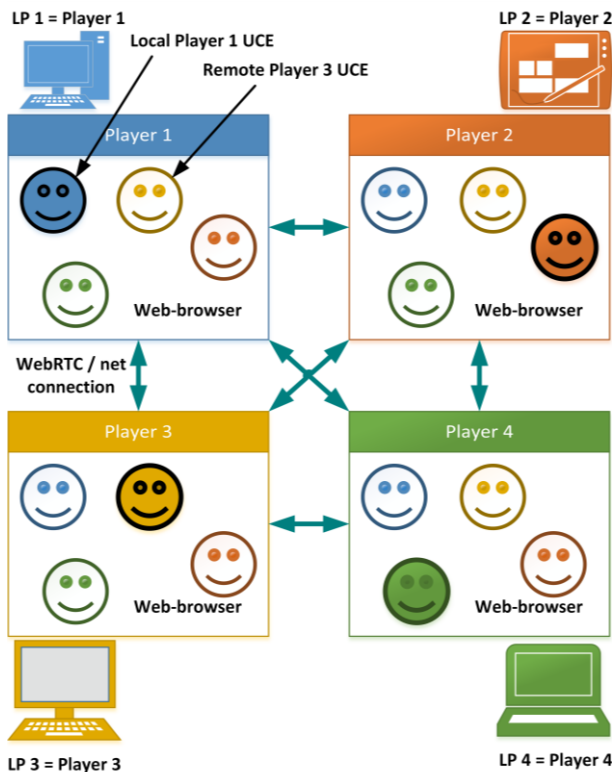 LP 1 = Player 1
LP 2 = Player 2
Local Player 1 UCE
Remote Player 3 UCE
Player 1
Player 2
Web-browser
Web-browser
WebRTC / net
connection
Player 3
Player 4
Web-browser
Web-browser
LP 3 = Player 3
LP 4 = Player 4